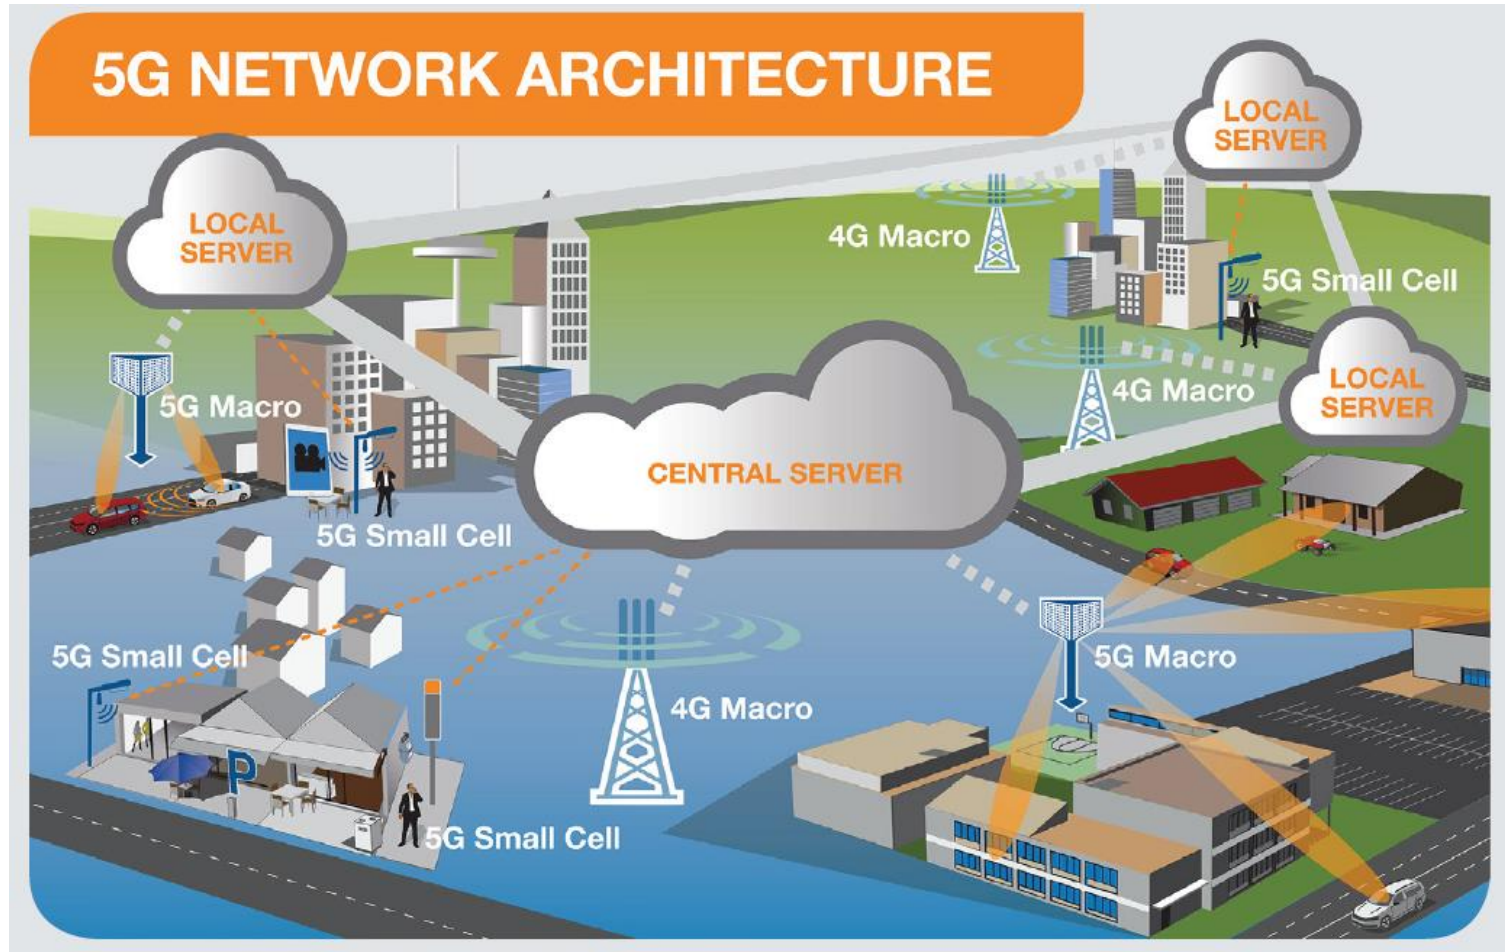 5G NETWORK ARCHITECTURE
LOCAL
SERVER
LOCAL
SERVER
4G Macro
5G Small Cell
5G Macro
4G Macro
LOCAL
SERVER
CENTRAL SERVER
5G Small Cell
5G Small Cell
5G Macro
4G Macro
P
5G Small Cell